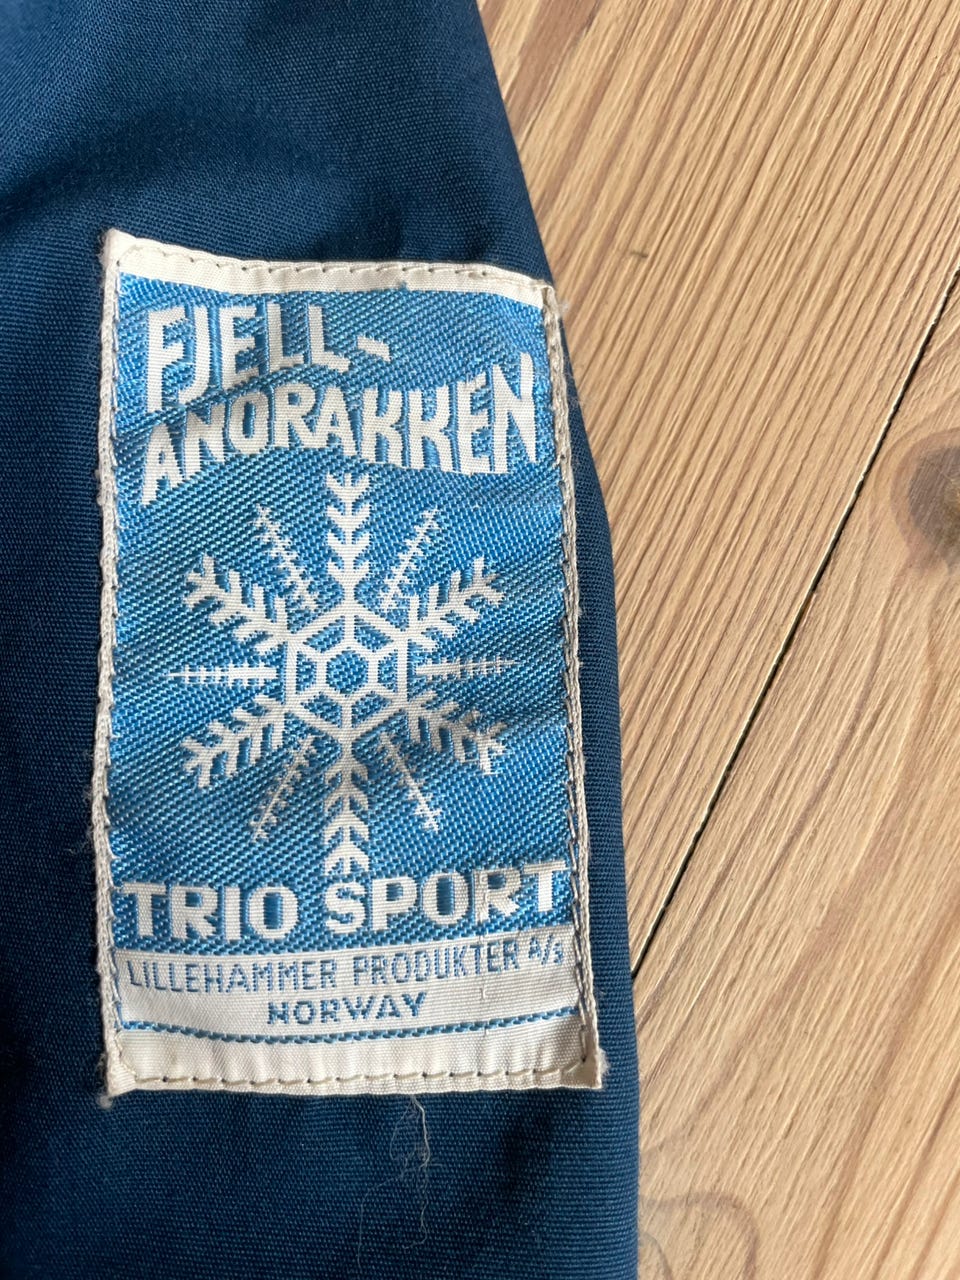 FJELL-
ANORAKKEN
TRIO SPORT
LILLEHAMMER PRODUKTER A/S
NORWAY